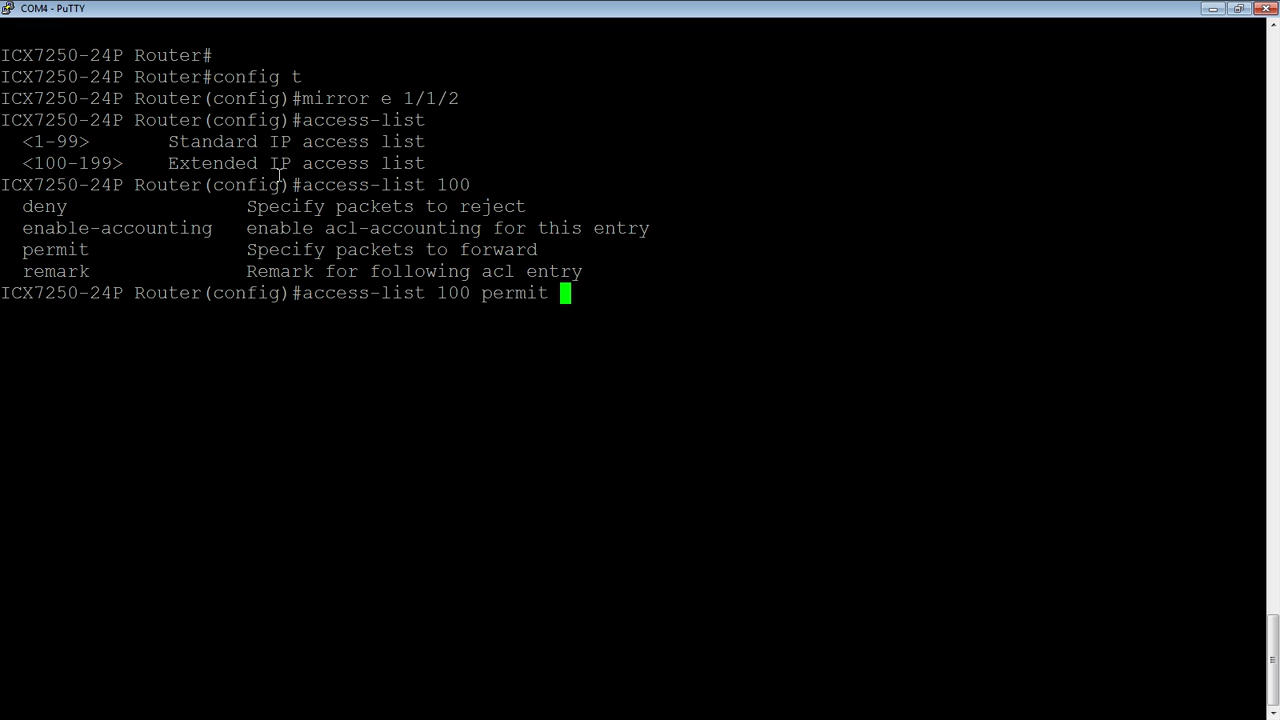 COM4 - PuTTY
ICX7250-24P Router#
ICX7250-24P Router#config t
ICX7250-24P Router(config)#mirror e 1/1/2
ICX7250-24P Router(config)#access-list
<1-99> Standard IP access list
<100-199> Extended IP access list
ICX7250-24P Router(config)#access-list 100
deny Specify packets to reject
enable-accounting enable acl-accounting for this entry
permit Specify packets to forward
remark Remark for following acl entry
ICX7250-24P Router(config)#access-list 100 permit